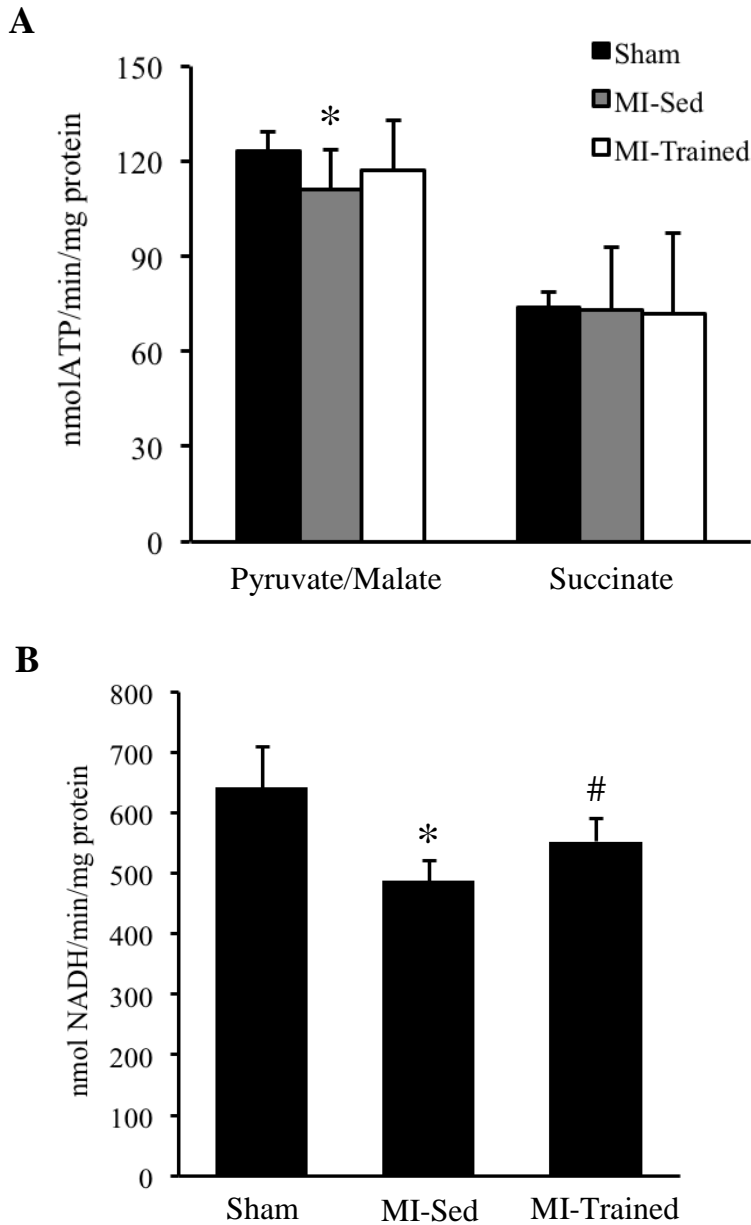 A
150
120
90
60
30
0
nmolATP/min/mg protein
*
Sham
MI-Sed
MI-Trained
Pyruvate/Malate
Succinate
B
800
700
600
500
400
300
200
100
0
nmol NADH/min/mg protein
*
#
Sham
MI-Sed
MI-Trained